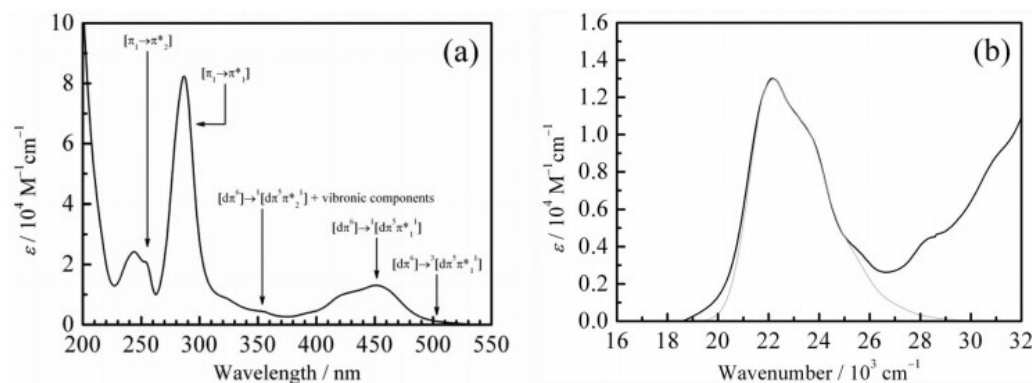 (a)
[π₁→π*₂]
[π₁→π*₁]
[dπ⁶]→¹[dπ⁵π*₂¹] + vibronic components
[dπ⁶]→¹[dπ⁵π*₁¹]
[dπ⁶]→³[dπ⁵π*₁¹]
10
8
6
4
2
0
ε / 10⁴ M⁻¹cm⁻¹
200 250 300 350 400 450 500 550
Wavelength / nm
(b)
1.6
1.4
1.2
1.0
0.8
0.6
0.4
0.2
0.0
ε / 10⁴ M⁻¹cm⁻¹
16 18 20 22 24 26 28 30 32
Wavenumber / 10³ cm⁻¹